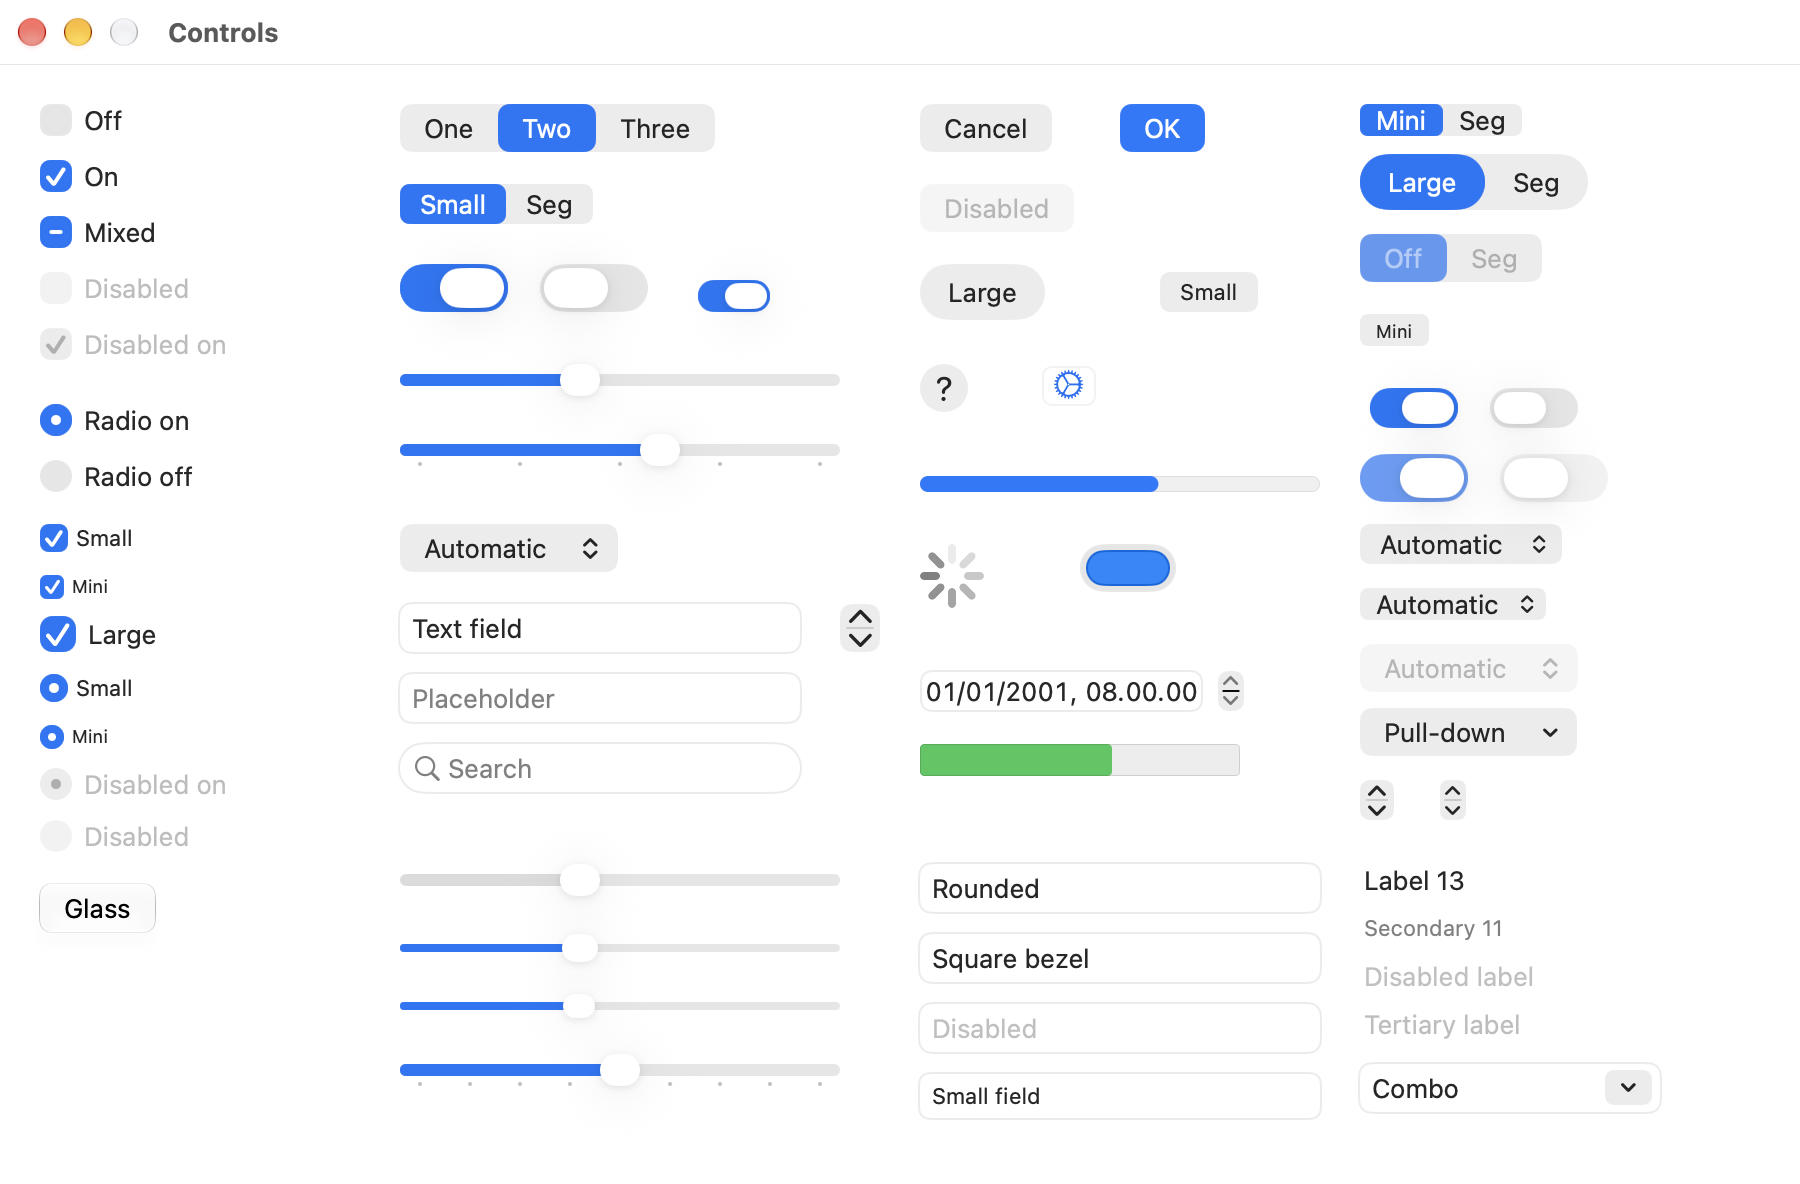 Controls
Off
On
Mixed
Disabled
Disabled on
Radio on
Radio off
Small
Mini
Large
Small
Mini
Disabled on
Disabled
Glass
One Two Three
Small Seg
Automatic
Text field
Placeholder
Search
Cancel OK
Disabled
Large Small
?
01/01/2001, 08.00.00
Rounded
Square bezel
Disabled
Small field
Mini Seg
Large Seg
Off Seg
Mini
Automatic
Automatic
Automatic
Pull-down
Label 13
Secondary 11
Disabled label
Tertiary label
Combo